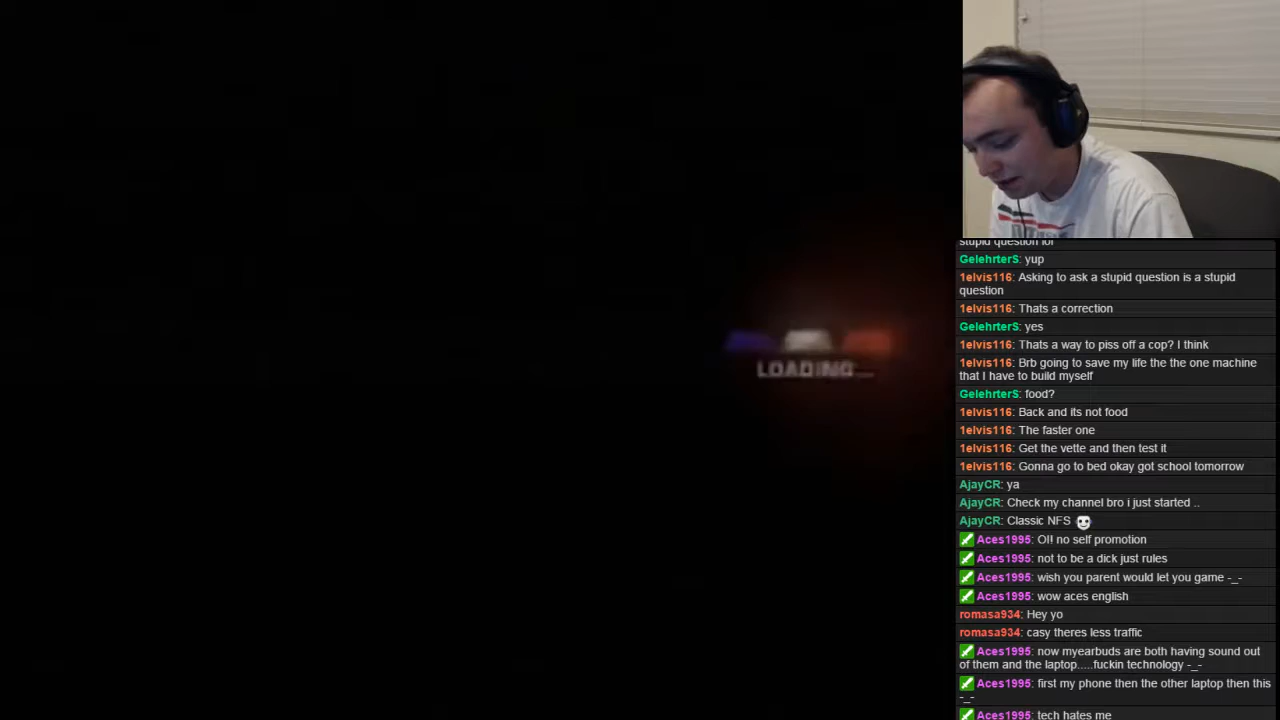 LOADING...
stupid question lol
GelehrterS: yup
1elvis116: Asking to ask a stupid question is a stupid
question
1elvis116: Thats a correction
GelehrterS: yes
1elvis116: Thats a way to piss off a cop? I think
1elvis116: Brb going to save my life the the one machine
that I have to build myself
GelehrterS: food?
1elvis116: Back and its not food
1elvis116: The faster one
1elvis116: Get the vette and then test it
1elvis116: Gonna go to bed okay got school tomorrow
AjayCR: ya
AjayCR: Check my channel bro i just started ..
AjayCR: Classic NFS
Aces1995: OI! no self promotion
Aces1995: not to be a dick just rules
Aces1995: wish you parent would let you game -_-
Aces1995: wow aces english
romasa934: Hey yo
romasa934: casy theres less traffic
Aces1995: now myearbuds are both having sound out
of them and the laptop.....fuckin technology -_-
Aces1995: first my phone then the other laptop then this
-_-
Aces1995: tech hates me